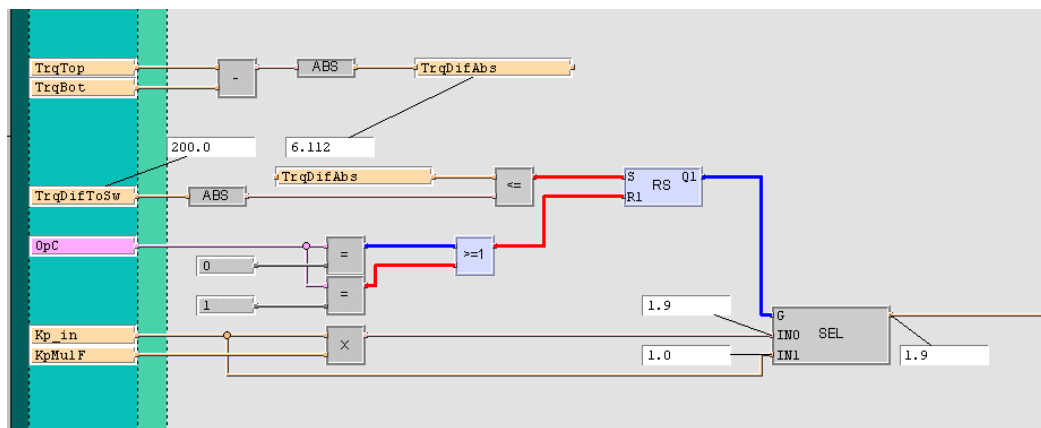 TrqTop
ABS
TrqDifAbs
-
TrqBot
200.0
6.112
TrqDifAbs
S
RS
Q1
<=
R1
TrqDifToSw
ABS
OpC
=
>=1
0
=
1
1.9
G
Kp_in
IN0
SEL
X
KpMulF
1.0
IN1
1.9